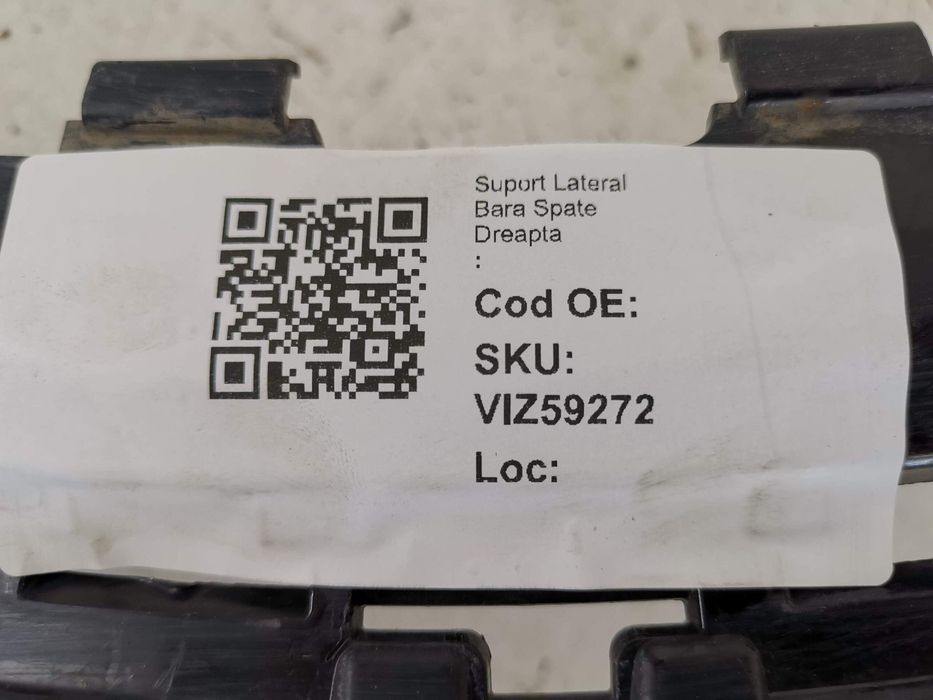 Suport Lateral
Bara Spate
Dreapta
:
Cod OE:
SKU:
VIZ59272
Loc: